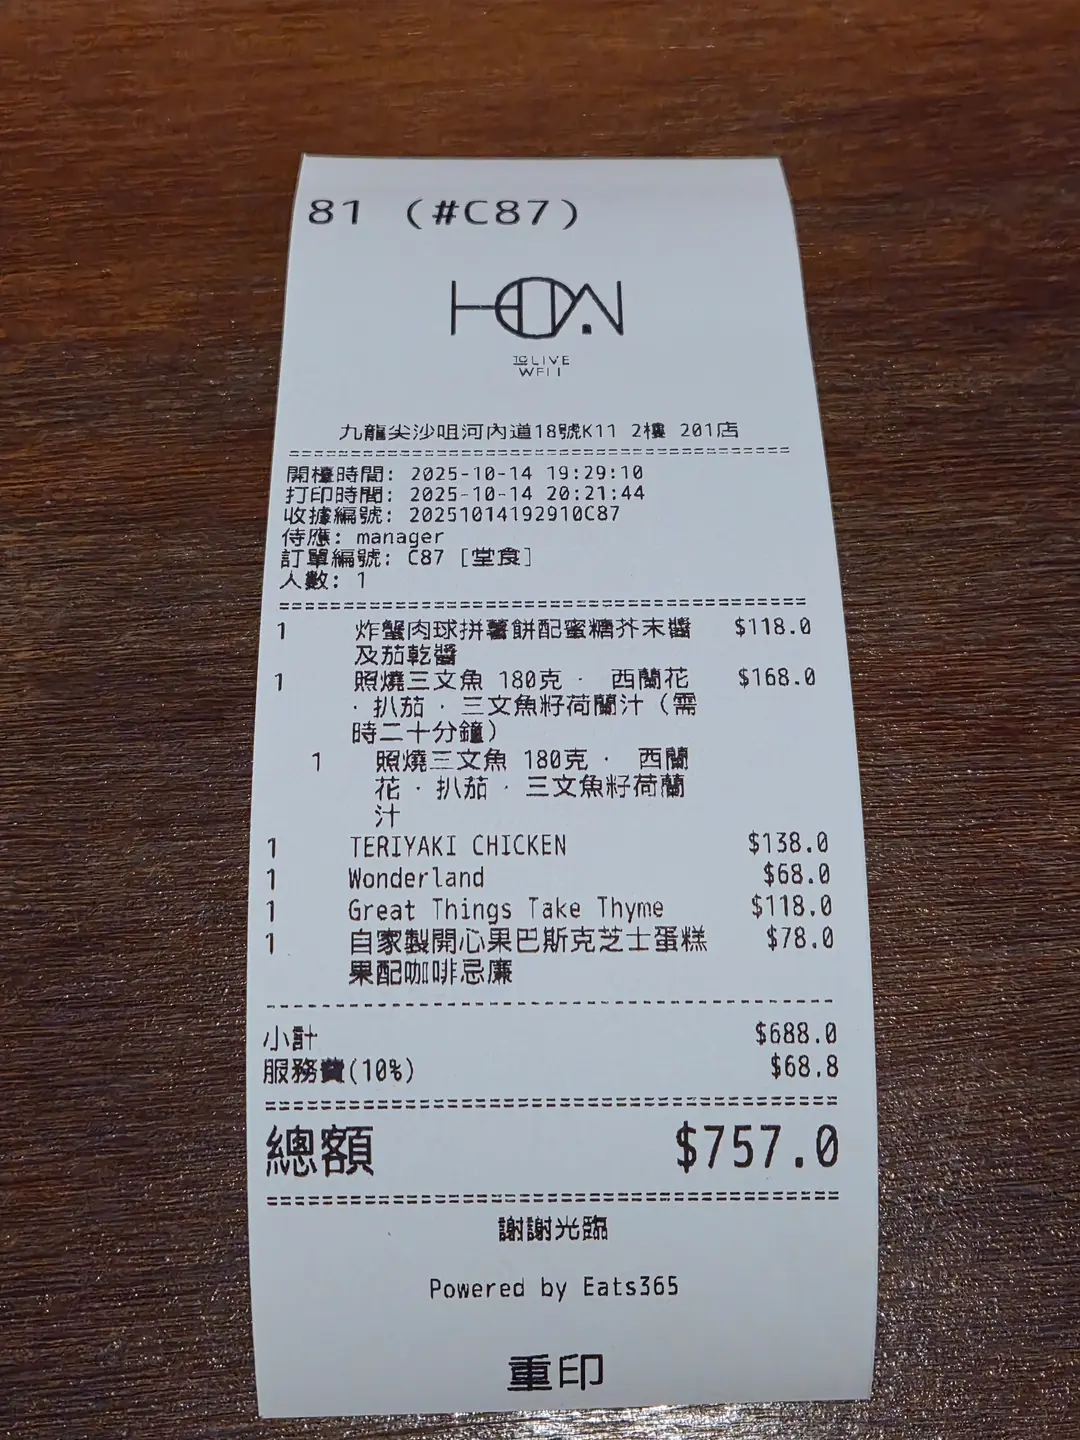 81 (#C87)
HOON
TO LIVE
WELL
九龍尖沙咀河內道18號K11 2樓 201店
開檯時間: 2025-10-14 19:29:10
打印時間: 2025-10-14 20:21:44
收據編號: 20251014192910C87
侍應: manager
訂單編號: C87 [堂食]
人數: 1
1 炸蟹肉球拼薯餅配蜜糖芥末醬 $118.0
及茄乾醬
1 照燒三文魚 180克 · 西蘭花 $168.0
· 扒茄 · 三文魚籽荷蘭汁 (需
時二十分鐘)
1 照燒三文魚 180克 · 西蘭
花 · 扒茄 · 三文魚籽荷蘭
汁
1 TERIYAKI CHICKEN $138.0
1 Wonderland $68.0
1 Great Things Take Thyme $118.0
1 自家製開心果巴斯克芝士蛋糕 $78.0
果配咖啡忌廉
小計 $688.0
服務費(10%) $68.8
總額 $757.0
謝謝光臨
Powered by Eats365
重印